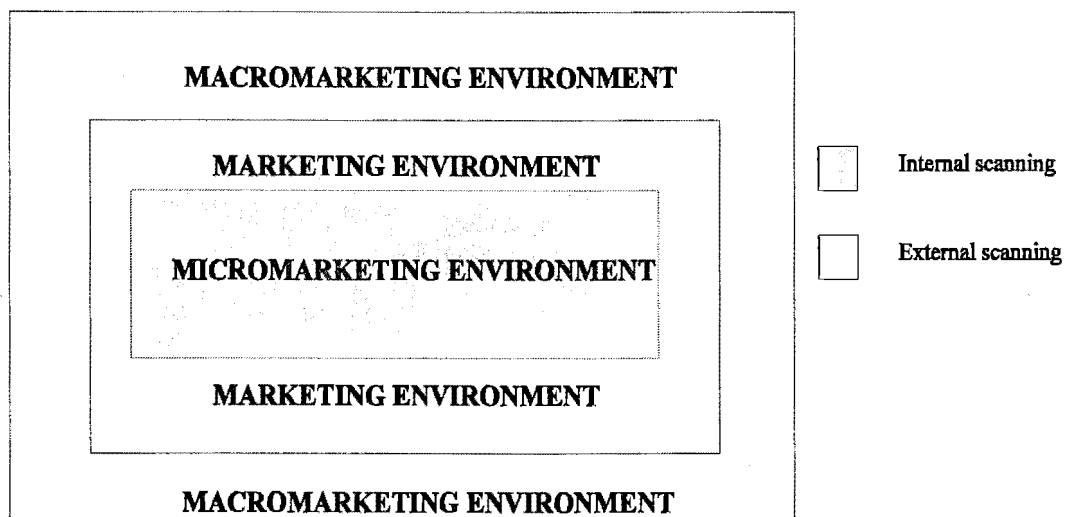 MACROMARKETING ENVIRONMENT
MARKETING ENVIRONMENT
MICROMARKETING ENVIRONMENT
MARKETING ENVIRONMENT
MACROMARKETING ENVIRONMENT
Internal scanning
External scanning